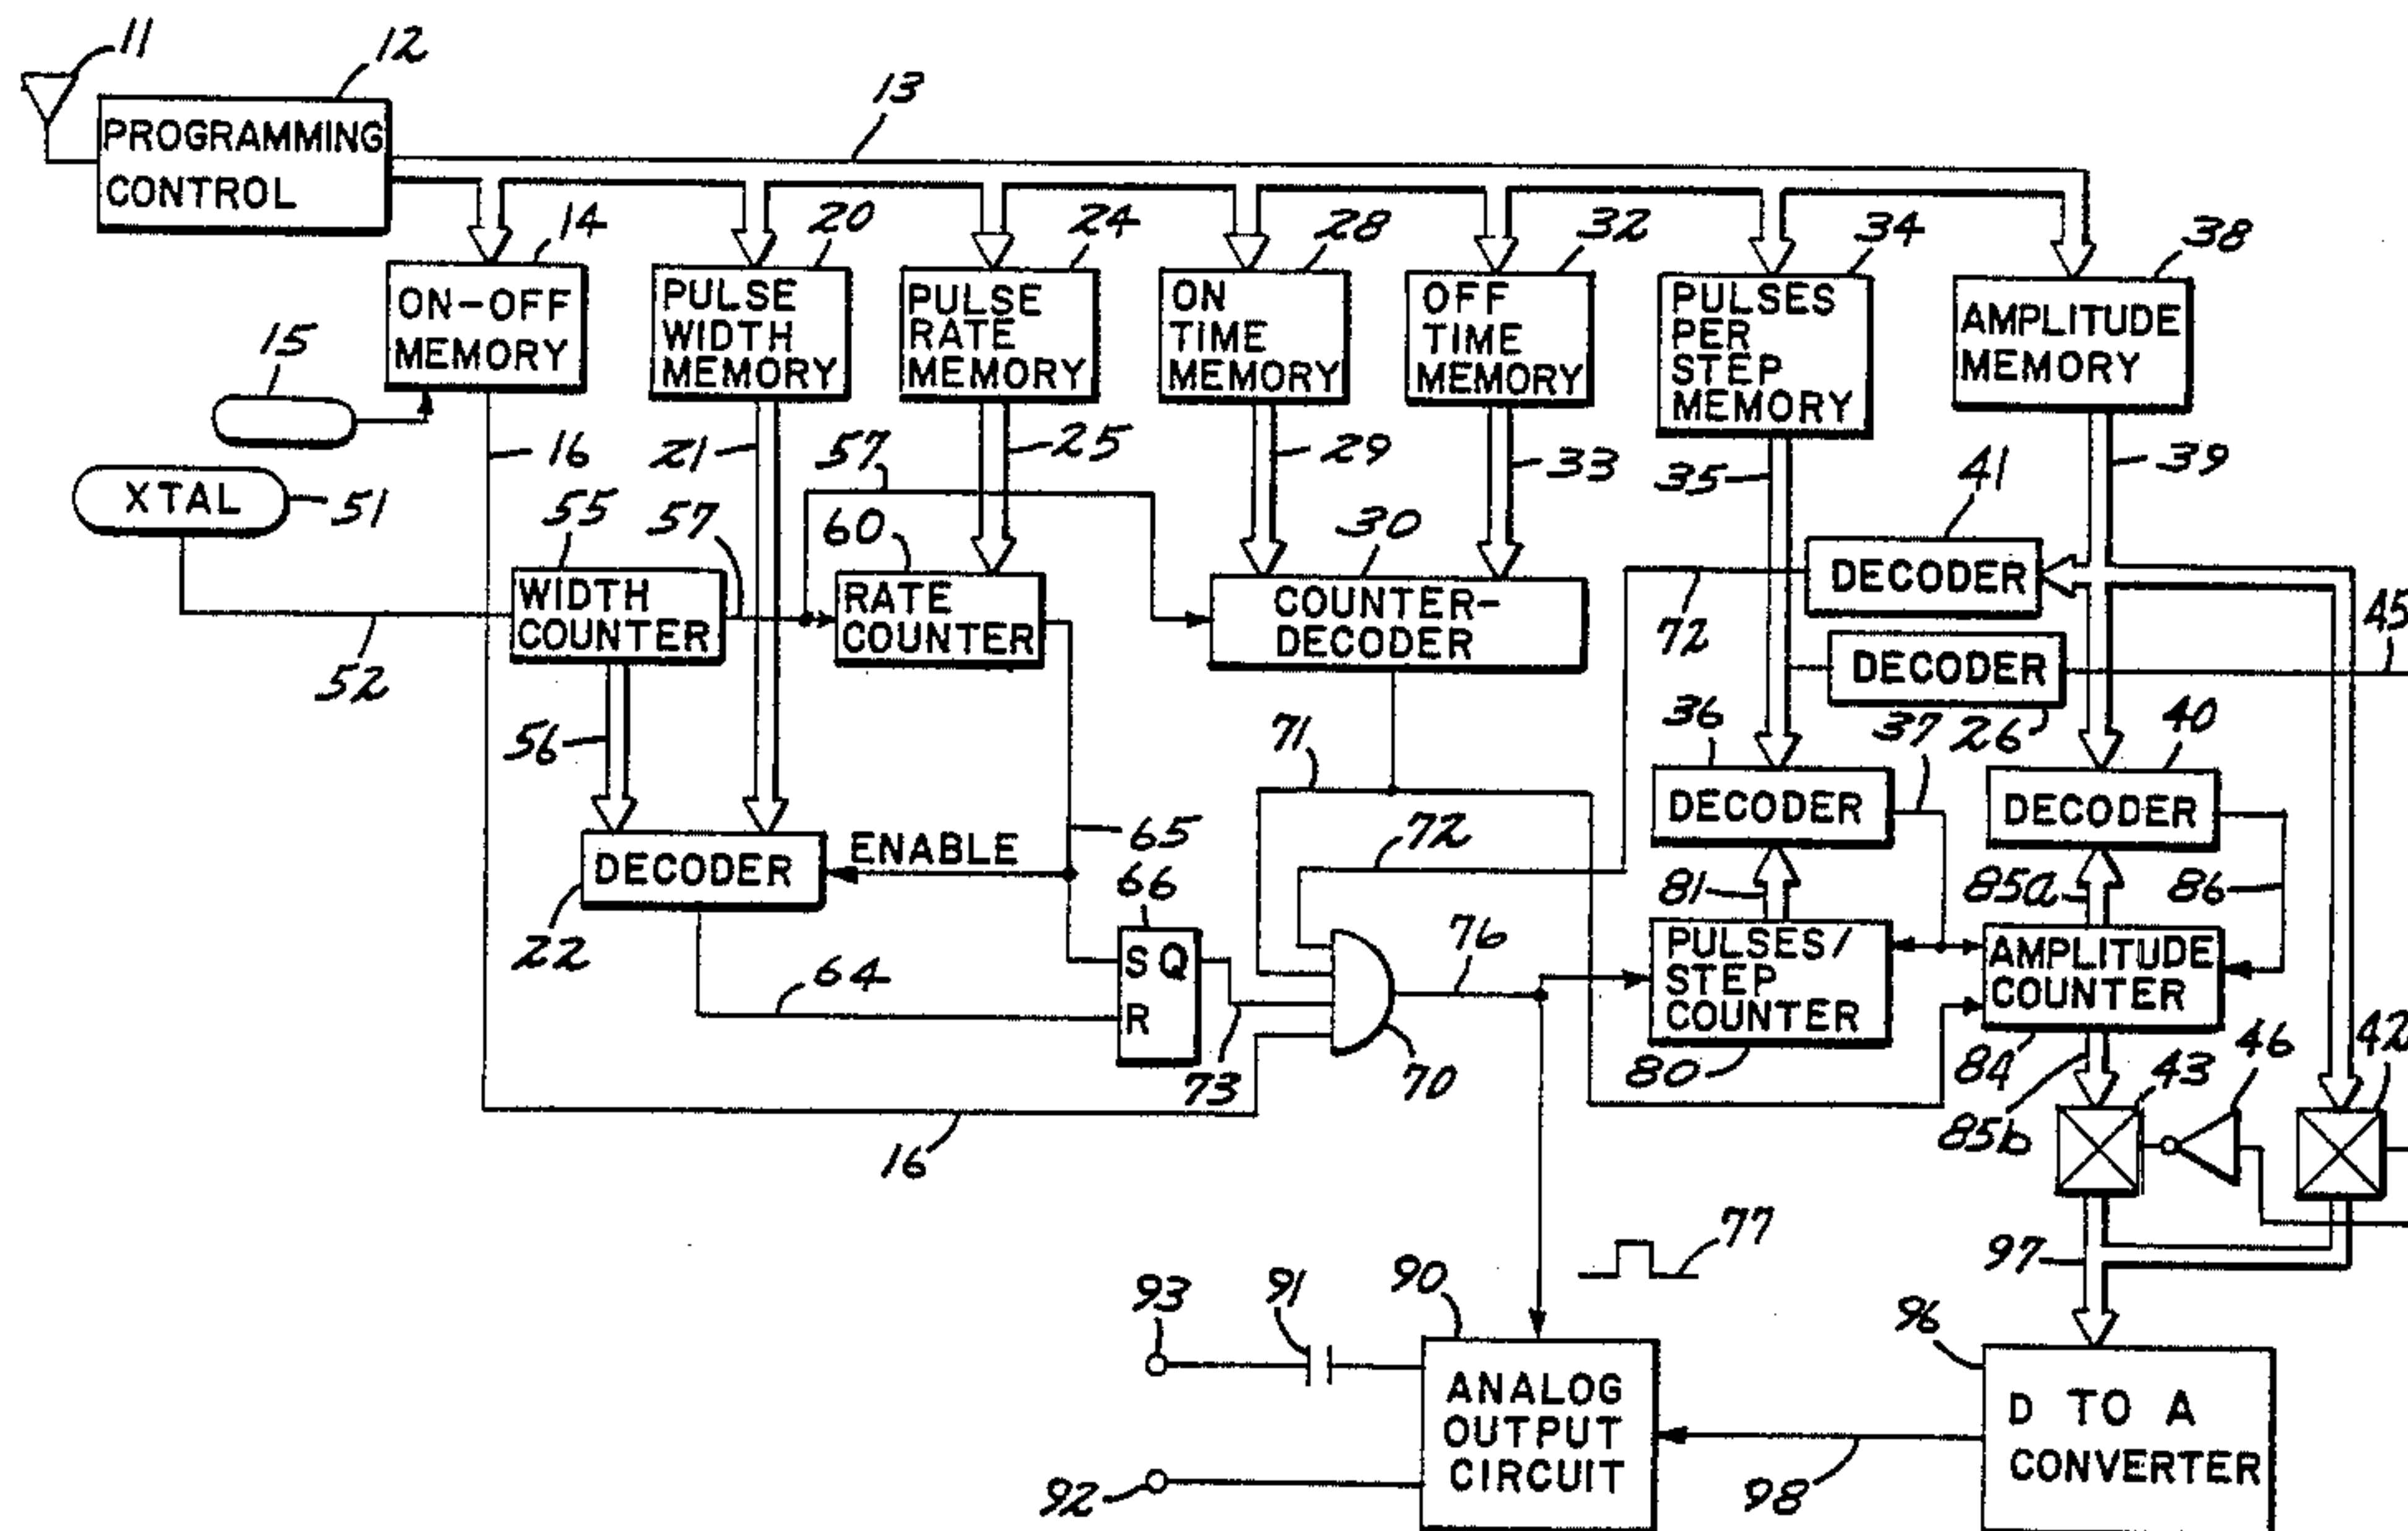 11
12
13
PROGRAMMING
CONTROL
14
20
24
28
32
34
38
ON-OFF
MEMORY
PULSE
WIDTH
MEMORY
PULSE
RATE
MEMORY
ON
TIME
MEMORY
OFF
TIME
MEMORY
PULSES
PER
STEP
MEMORY
AMPLITUDE
MEMORY
15
16
21
57
25
29
33
35
41
39
XTAL
51
55
57
60
30
DECODER
72
45
WIDTH
COUNTER
RATE
COUNTER
COUNTER-
DECODER
52
DECODER
56
71
36
37
26
40
65
72
DECODER
DECODER
DECODER
ENABLE
66
81
85a
86
22
64
S Q
R
76
PULSES/
STEP
COUNTER
AMPLITUDE
COUNTER
73
70
80
84
43
46
42
85b
16
77
97
93
91
90
96
ANALOG
OUTPUT
CIRCUIT
D TO A
CONVERTER
92
98